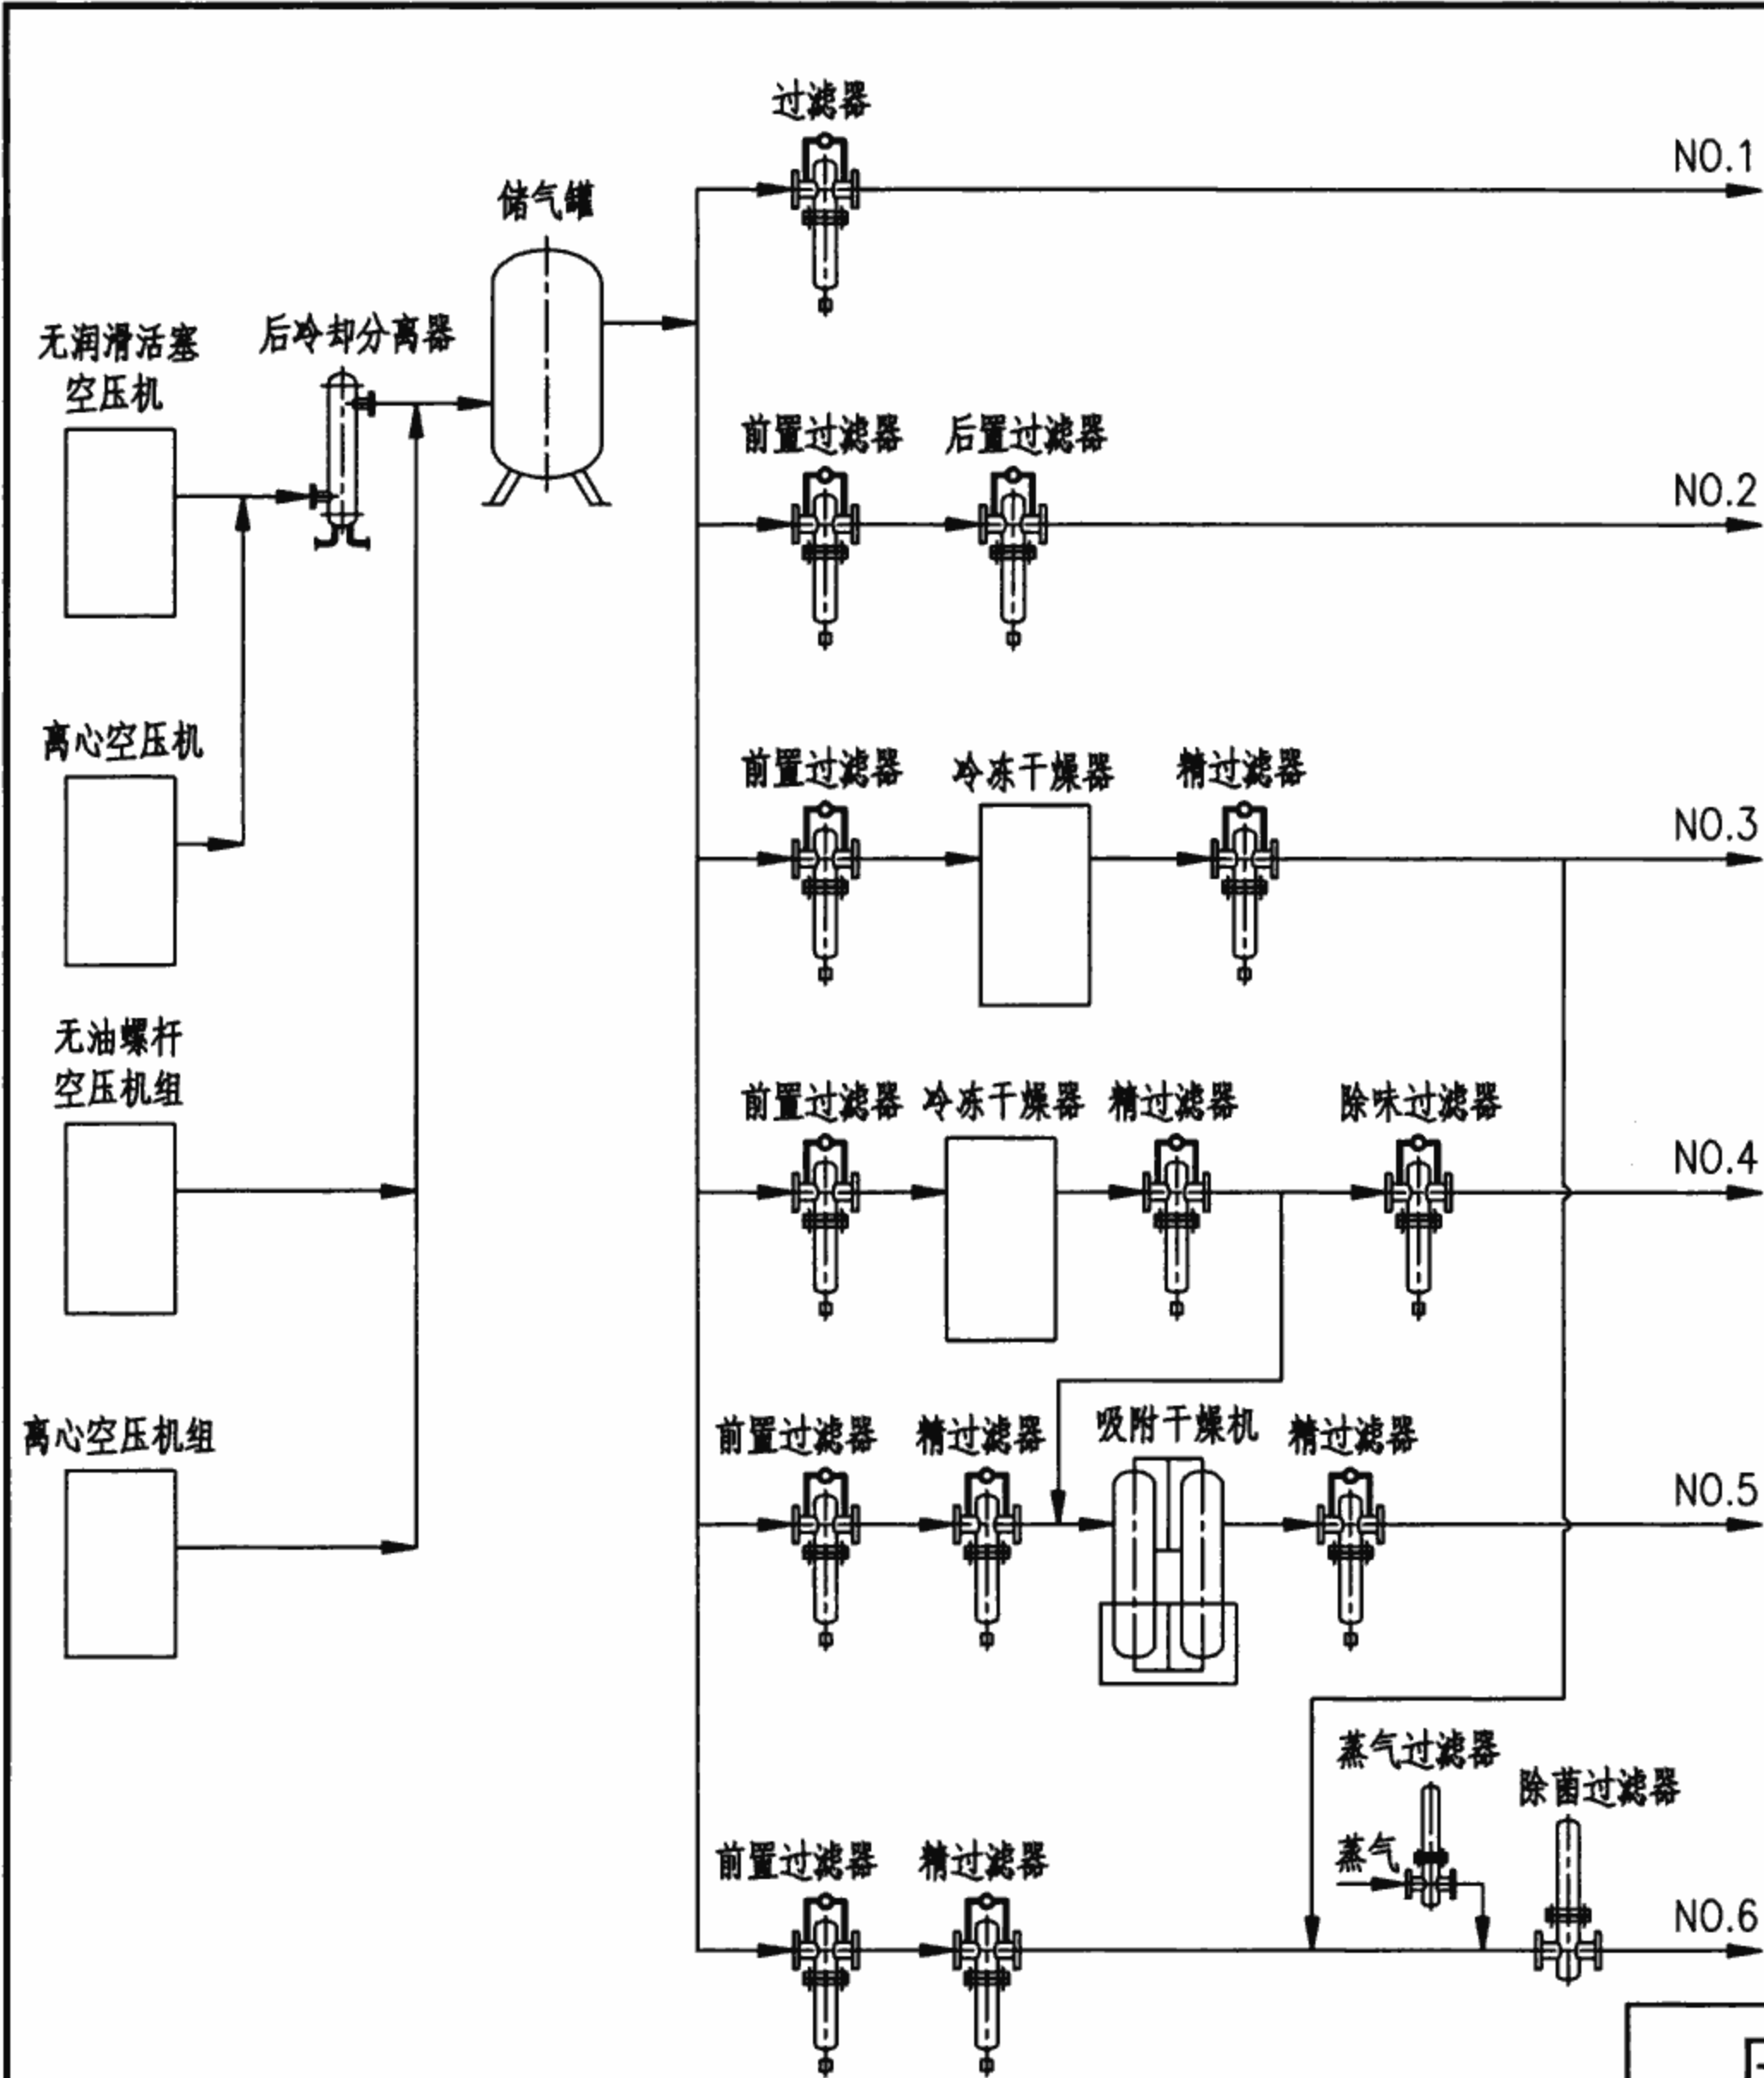 过滤器
NO.1
储气罐
无润滑活塞
空压机
后冷却分离器
前置过滤器
后置过滤器
NO.2
离心空压机
前置过滤器
冷冻干燥器
精过滤器
NO.3
无油螺杆
空压机组
前置过滤器
冷冻干燥器
精过滤器
除味过滤器
NO.4
离心空压机组
前置过滤器
精过滤器
吸附干燥机
精过滤器
NO.5
蒸气过滤器
除菌过滤器
蒸气
前置过滤器
精过滤器
NO.6